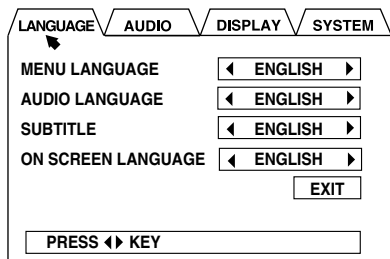 LANGUAGE AUDIO DISPLAY SYSTEM
MENU LANGUAGE ENGLISH
AUDIO LANGUAGE ENGLISH
SUBTITLE ENGLISH
ON SCREEN LANGUAGE ENGLISH
EXIT
PRESS ◀▶ KEY